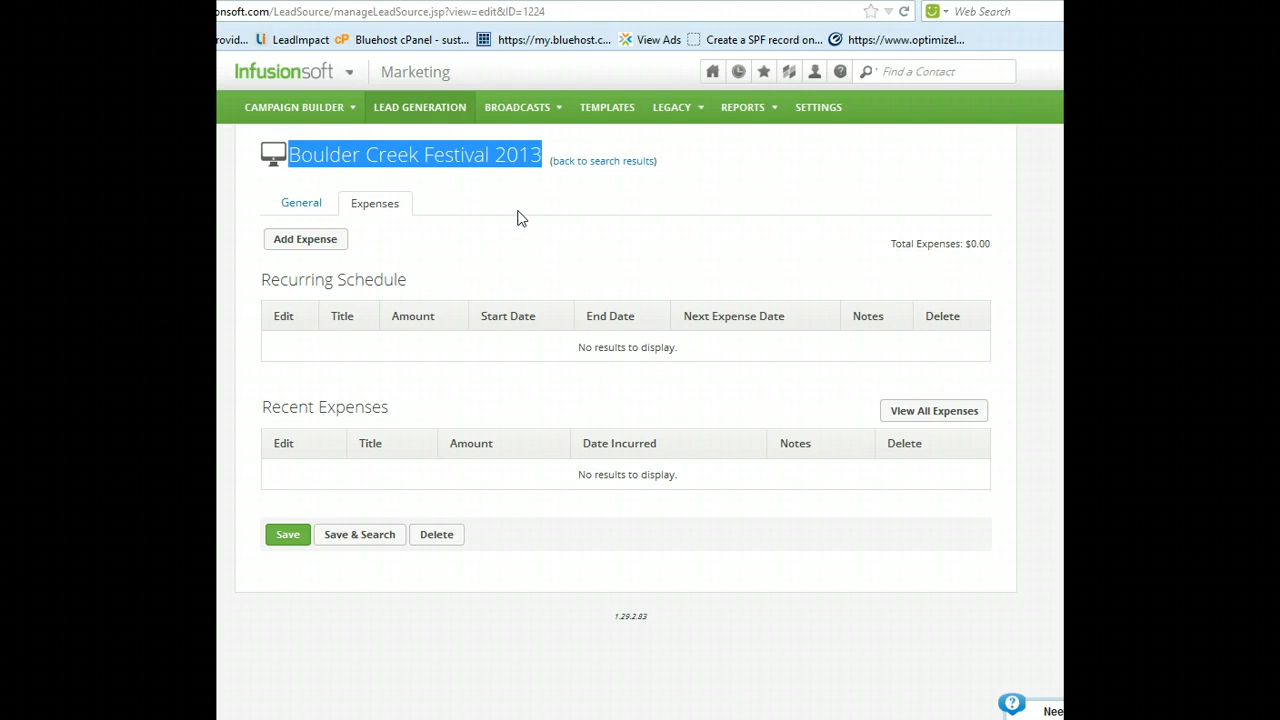 onsoft.com/LeadSource/manageLeadSource.jsp?view=edit&ID=1224 Web Search
ovid... LeadImpact cP Bluehost cPanel - sust... https://my.bluehost.c... View Ads Create a SPF record on... https://www.optimizel...
Infusionsoft Marketing Find a Contact
CAMPAIGN BUILDER LEAD GENERATION BROADCASTS TEMPLATES LEGACY REPORTS SETTINGS
Boulder Creek Festival 2013 (back to search results)
General Expenses
Add Expense Total Expenses: $0.00
Recurring Schedule
Edit Title Amount Start Date End Date Next Expense Date Notes Delete
No results to display.
Recent Expenses View All Expenses
Edit Title Amount Date Incurred Notes Delete
No results to display.
Save Save & Search Delete
1.29.2.83
? Nee